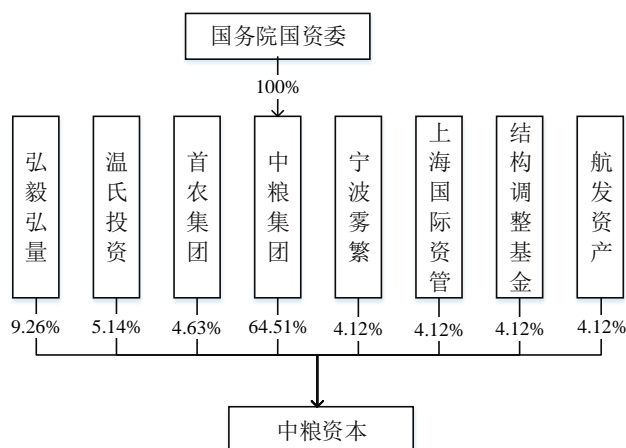 国务院国资委
100%
弘毅弘量
温氏投资
首农集团
中粮集团
宁波雾繁
上海国际资管
结构调整基金
航发资产
9.26%
5.14%
4.63%
64.51%
4.12%
4.12%
4.12%
4.12%
中粮资本